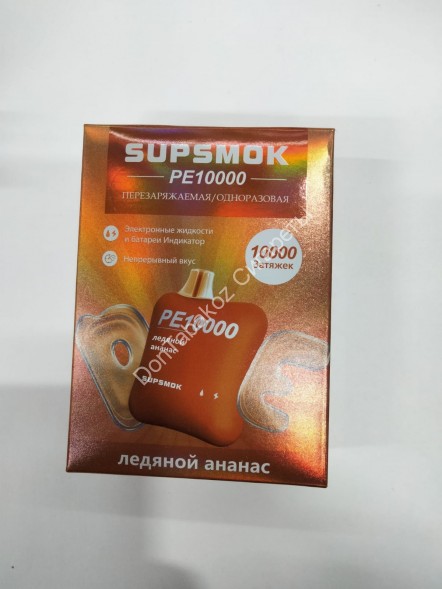 SUPSMOK
PE10000
ПЕРЕЗАРЯЖАЕМАЯ/ОДНОРАЗОВАЯ
Электронные жидкости
и батареи Индикатор
Непрерывный вкус
10000
Затяжек
PE10000
ледяной
ананас
SUPSMOK
ледяной ананас